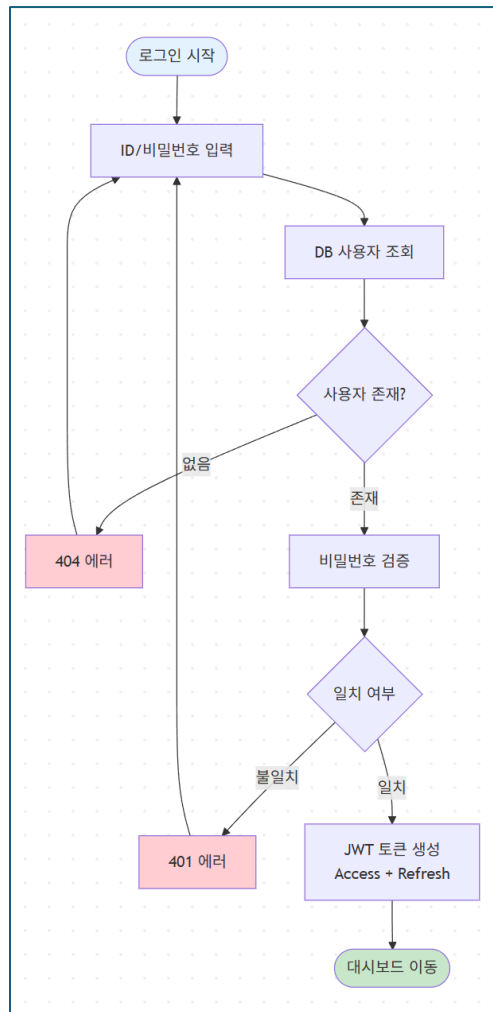 로그인 시작
ID/비밀번호 입력
DB 사용자 조회
사용자 존재?
없음
존재
404 에러
비밀번호 검증
일치 여부
불일치
일치
401 에러
JWT 토큰 생성
Access + Refresh
대시보드 이동